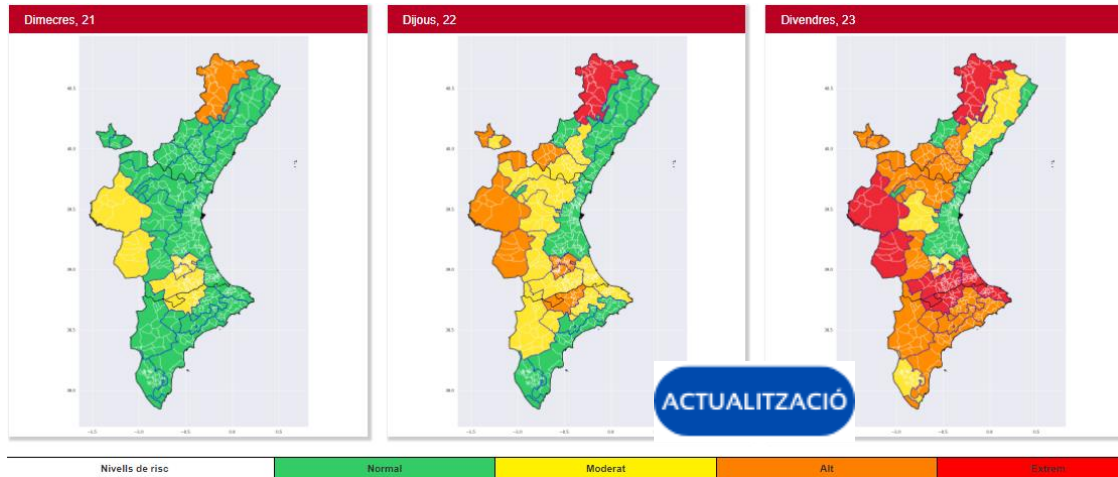 Dimecres, 21
Dijous, 22
Divendres, 23
ACTUALITZACIÓ
Nivells de risc
Normal
Moderat
Alt
Extrem